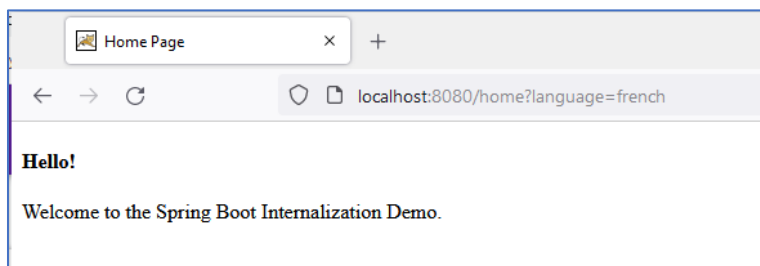 Home Page
localhost:8080/home?language=french
Hello!
Welcome to the Spring Boot Internalization Demo.